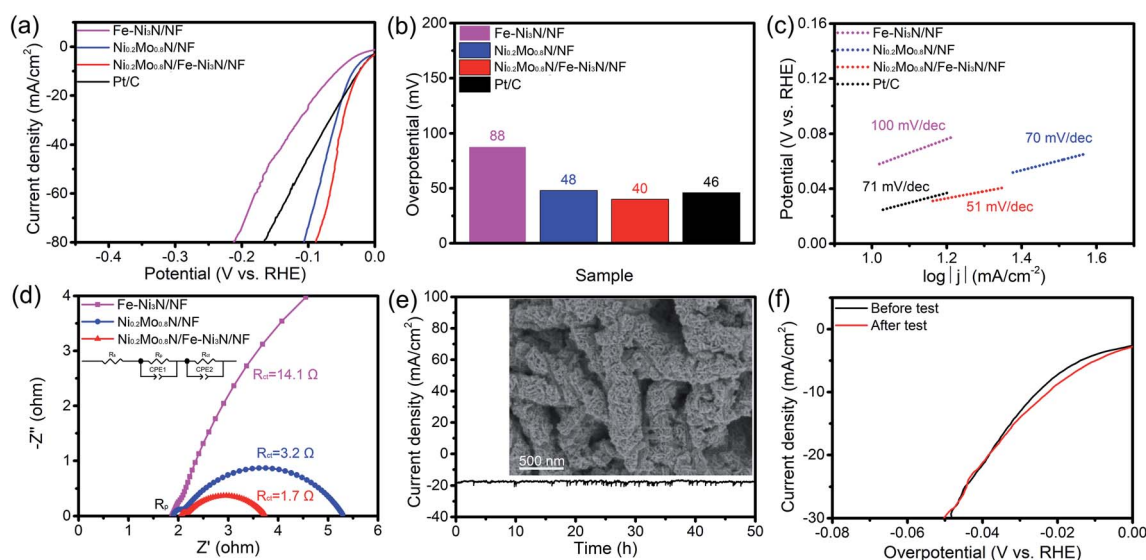 (a)
Fe-Ni₃N/NF
Ni₀.₂Mo₀.₈N/NF
Ni₀.₂Mo₀.₈N/Fe-Ni₃N/NF
Pt/C
Current density (mA/cm²)
0
-20
-40
-60
-80
-0.4
-0.3
-0.2
-0.1
0.0
Potential (V vs. RHE)
(b)
Fe-Ni₃N/NF
Ni₀.₂Mo₀.₈N/NF
Ni₀.₂Mo₀.₈N/Fe-Ni₃N/NF
Pt/C
Overpotential (mV)
200
150
100
50
0
88
48
40
46
Sample
(c)
Fe-Ni₃N/NF
Ni₀.₂Mo₀.₈N/NF
Ni₀.₂Mo₀.₈N/Fe-Ni₃N/NF
Pt/C
Potential (V vs. RHE)
0.16
0.12
0.08
0.04
0.00
100 mV/dec
70 mV/dec
71 mV/dec
51 mV/dec
1.0
1.2
1.4
1.6
log|j| (mA/cm⁻²)
(d)
Fe-Ni₃N/NF
Ni₀.₂Mo₀.₈N/NF
Ni₀.₂Mo₀.₈N/Fe-Ni₃N/NF
Rₛ
Rₚ
R꜀ₜ
CPE1
CPE2
-Z'' (ohm)
4
3
2
1
0
R꜀ₜ=14.1 Ω
R꜀ₜ=3.2 Ω
R꜀ₜ=1.7 Ω
Rₚ
0
1
2
3
4
5
6
Z' (ohm)
(e)
Current density (mA/cm²)
100
80
60
40
20
0
-20
-40
500 nm
0
10
20
30
40
50
Time (h)
(f)
Before test
After test
Current density (mA/cm²)
0
-10
-20
-30
-0.08
-0.06
-0.04
-0.02
0.00
Overpotential (V vs. RHE)